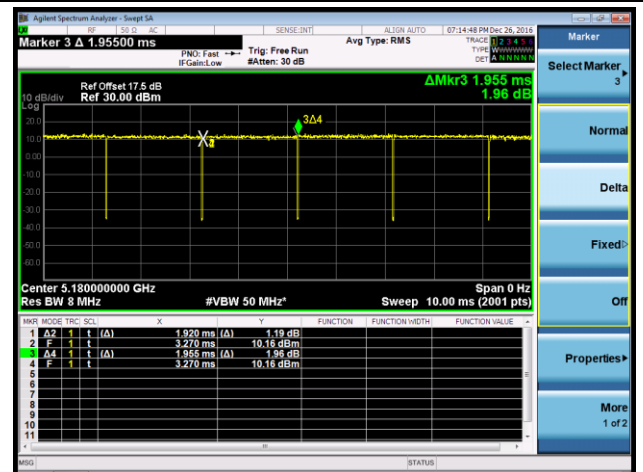 Agilent Spectrum Analyzer - Swept SA
RF 50 Ω AC SENSE:INT ALIGN AUTO 07:14:48 PM Dec 26, 2016
Marker 3 Δ 1.95500 ms
PNO: Fast Trig: Free Run Avg Type: RMS TRACE 1 2 3 4 5 6
TYPE WWWWWW
IFGain:Low #Atten: 30 dB DET A N N N N N
Ref Offset 17.5 dB ΔMkr3 1.955 ms
10 dB/div Ref 30.00 dBm 1.96 dB
Log
20.0
10.0
0.00
-10.0
-20.0
-30.0
-40.0
-50.0
-60.0
3Δ4
Center 5.180000000 GHz Span 0 Hz
Res BW 8 MHz #VBW 50 MHz* Sweep 10.00 ms (2001 pts)
MKR MODE TRC SCL X Y FUNCTION FUNCTION WIDTH FUNCTION VALUE
1 Δ2 1 t (Δ) 1.920 ms (Δ) 1.19 dB
2 F 1 t 3.270 ms 10.16 dBm
3 Δ4 1 t (Δ) 1.955 ms (Δ) 1.96 dB
4 F 1 t 3.270 ms 10.16 dBm
5
6
7
8
9
10
11
MSG STATUS
Marker
Select Marker
3
Normal
Delta
Fixed
Off
Properties
More
1 of 2